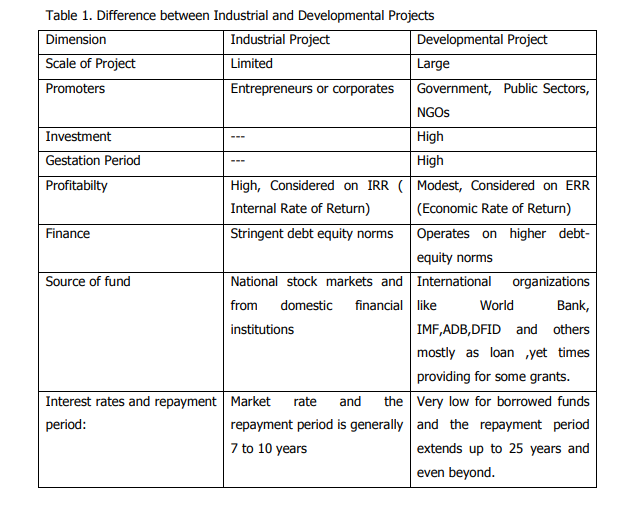 Table 1. Difference between Industrial and Developmental Projects
Dimension Industrial Project Developmental Project
Scale of Project Limited Large
Promoters Entrepreneurs or corporates Government, Public Sectors,
NGOs
Investment --- High
Gestation Period --- High
Profitabilty High, Considered on IRR ( Modest, Considered on ERR
Internal Rate of Return) (Economic Rate of Return)
Finance Stringent debt equity norms Operates on higher debt-
equity norms
Source of fund National stock markets and International organizations
from domestic financial like World Bank,
institutions IMF,ADB,DFID and others
mostly as loan ,yet times
providing for some grants.
Interest rates and repayment Market rate and the Very low for borrowed funds
period: repayment period is generally and the repayment period
7 to 10 years extends up to 25 years and
even beyond.